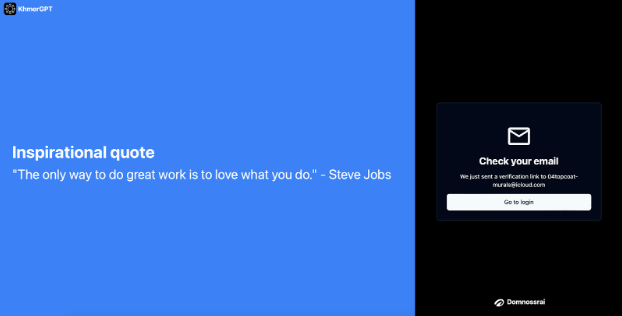 KhmerGPT
Inspirational quote
"The only way to do great work is to love what you do." - Steve Jobs
Check your email
We just sent a verification link to 04topcoat-
murals@icloud.com
Go to login
Domnossrai